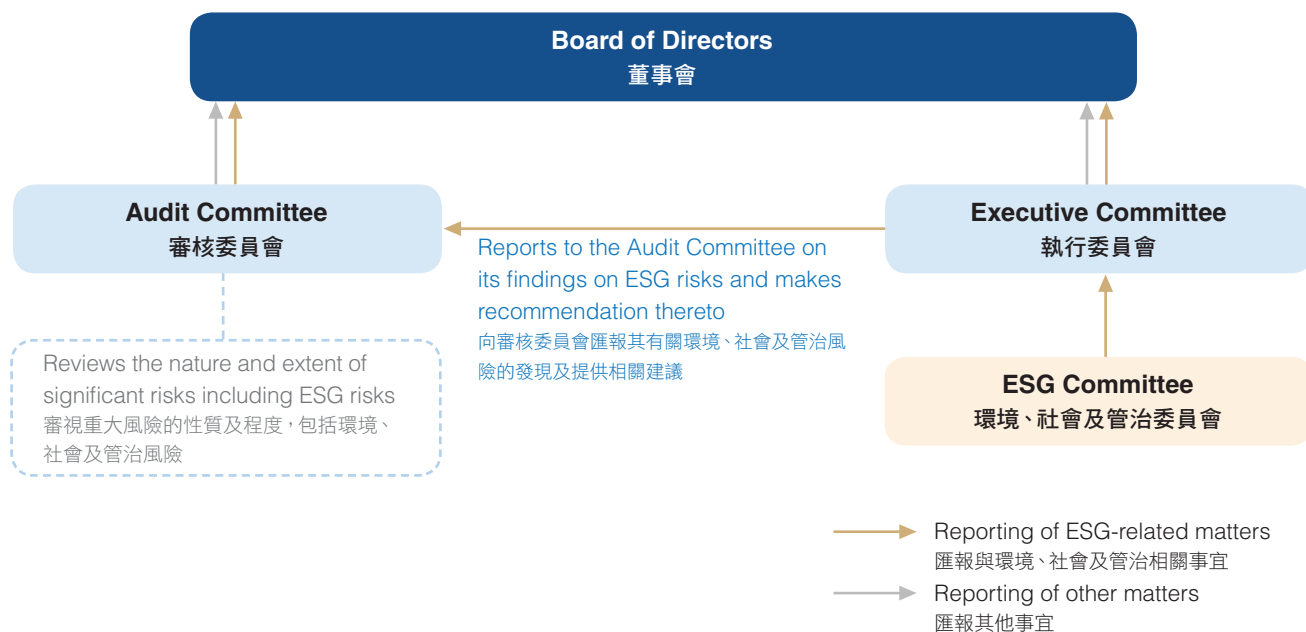 Board of Directors
董事會
Audit Committee
審核委員會
Executive Committee
執行委員會
Reports to the Audit Committee on
its findings on ESG risks and makes
recommendation thereto
向審核委員會匯報其有關環境、社會及管治風
險的發現及提供相關建議
Reviews the nature and extent of
significant risks including ESG risks
審視重大風險的性質及程度，包括環境、
社會及管治風險
ESG Committee
環境、社會及管治委員會
Reporting of ESG-related matters
匯報與環境、社會及管治相關事宜
Reporting of other matters
匯報其他事宜